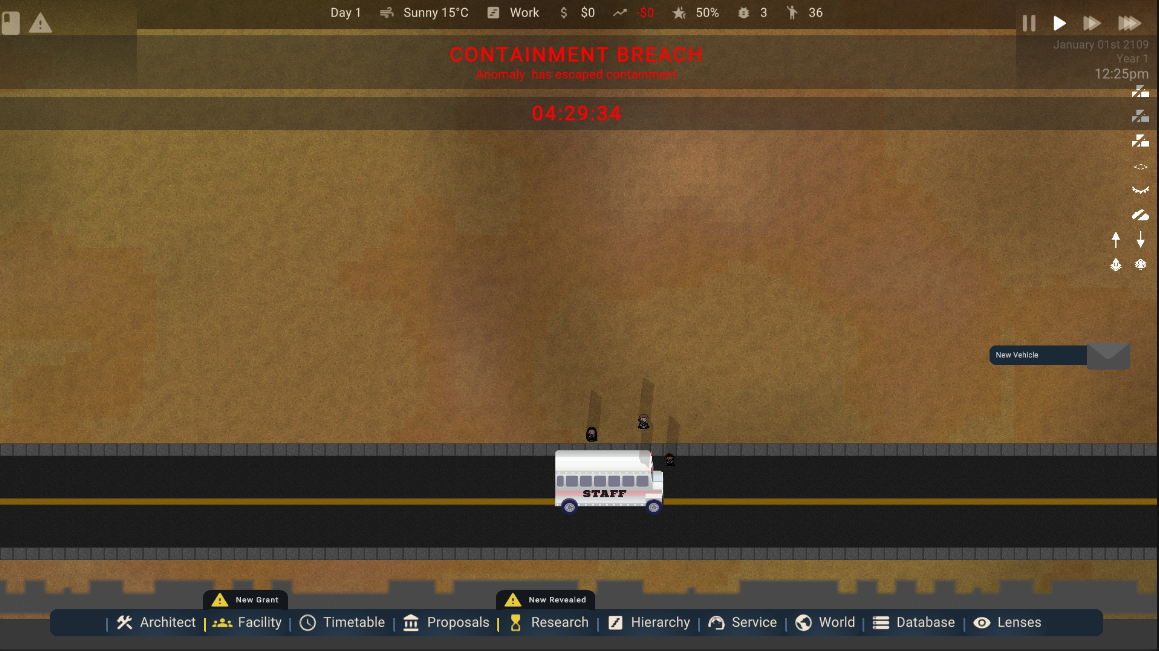 Day 1 Sunny 15°C Work $ $0 -$0 50% 3 36
CONTAINMENT BREACH
Anomaly has escaped containment
January 01st 2109
Year 1
12:25pm
04:29:34
New Vehicle
STAFF
New Grant New Revealed
Architect Facility Timetable Proposals Research Hierarchy Service World Database Lenses